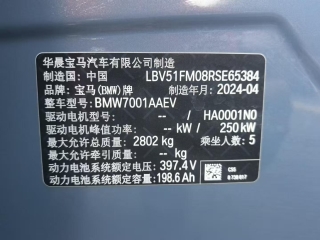 华晨宝马汽车有限公司制造
制造国: 中国 LBV51FM08RSE65384
品牌: 宝马(BMW)牌 制造年月: 2024-04
整车型号: BMW7001AAEV
驱动电机型号: -- / HA0001N0
驱动电机峰值功率: -- kW / 250 kW
最大允许总质量: 2802 kg 乘坐人数: 5
最大允许牵引质量: -- kg
动力电池系统额定电压: 397.4 V
动力电池系统额定容量: 198.6 Ah